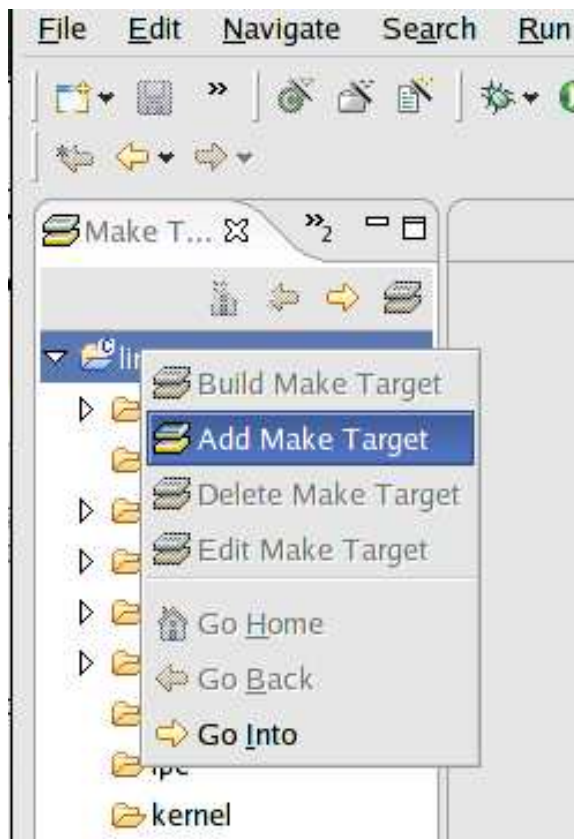 File Edit Navigate Search Run
Make T... »2
Build Make Target
Add Make Target
Delete Make Target
Edit Make Target
Go Home
Go Back
Go Into
kernel